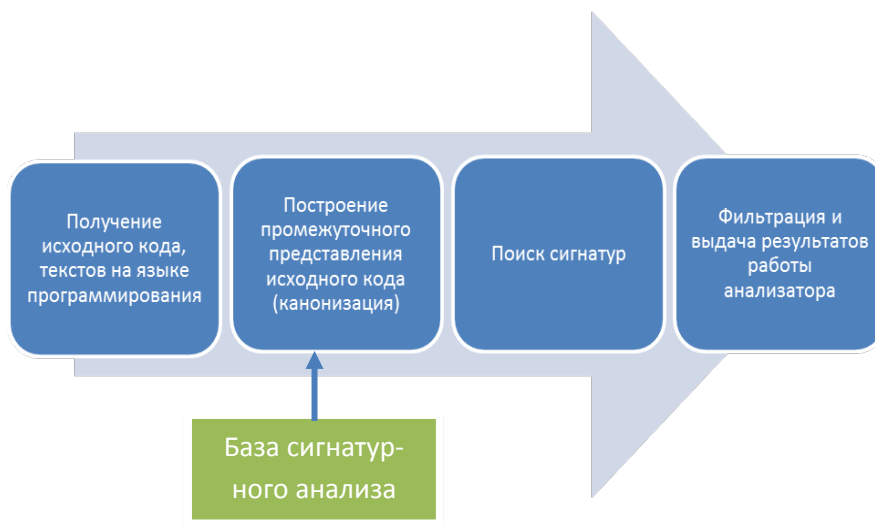 Получение
исходного кода,
текстов на языке
программирования
Построение
промежуточного
представления
исходного кода
(канонизация)
Поиск сигнатур
Фильтрация и
выдача результатов
работы
анализатора
База сигнатур-
ного анализа